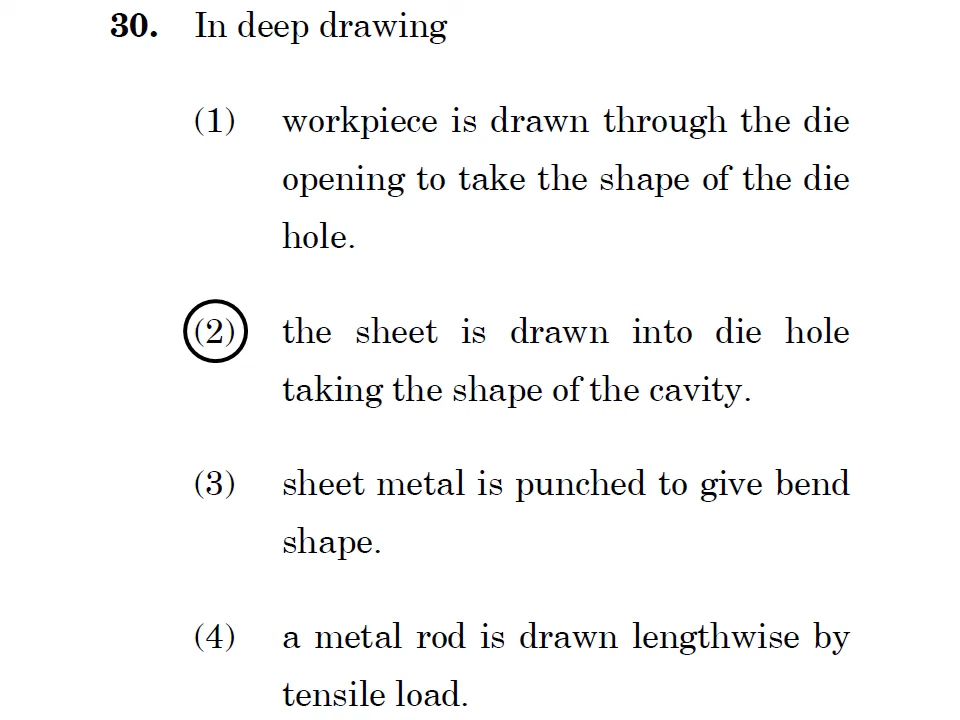 30. In deep drawing
(1) workpiece is drawn through the die
opening to take the shape of the die
hole.
(2) the sheet is drawn into die hole
taking the shape of the cavity.
(3) sheet metal is punched to give bend
shape.
(4) a metal rod is drawn lengthwise by
tensile load.